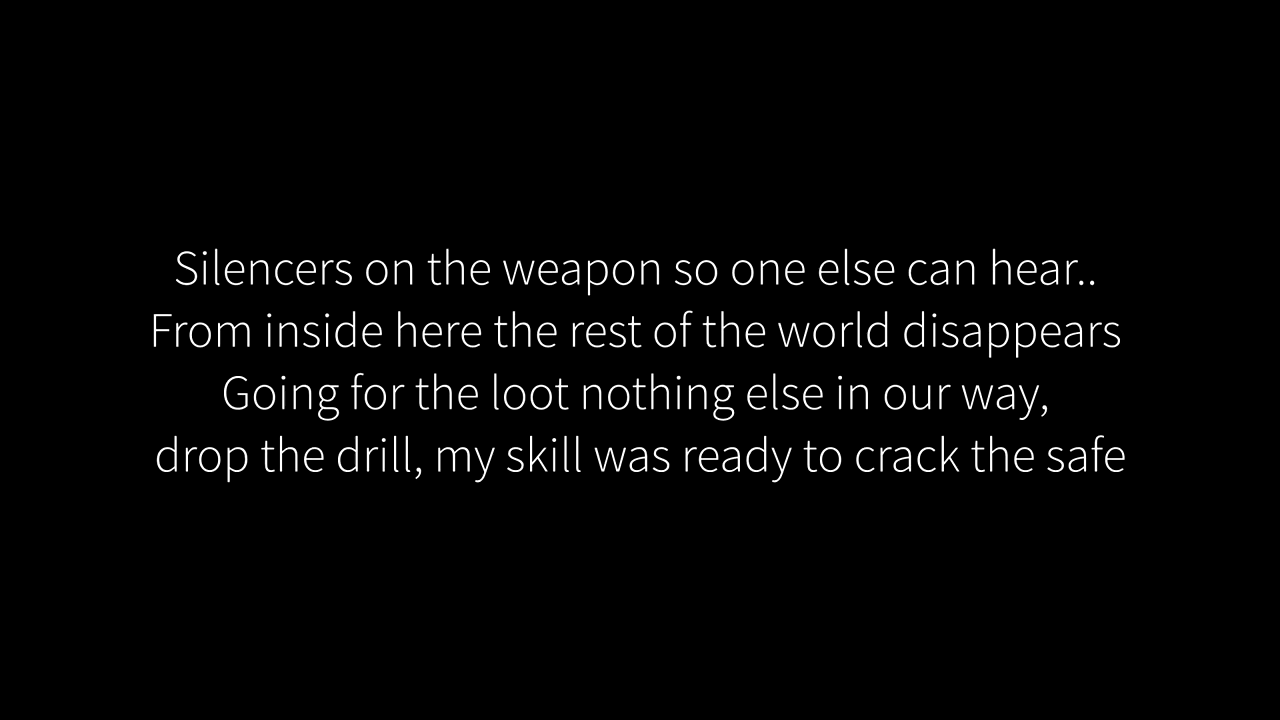 Silencers on the weapon so one else can hear..
From inside here the rest of the world disappears
Going for the loot nothing else in our way,
drop the drill, my skill was ready to crack the safe